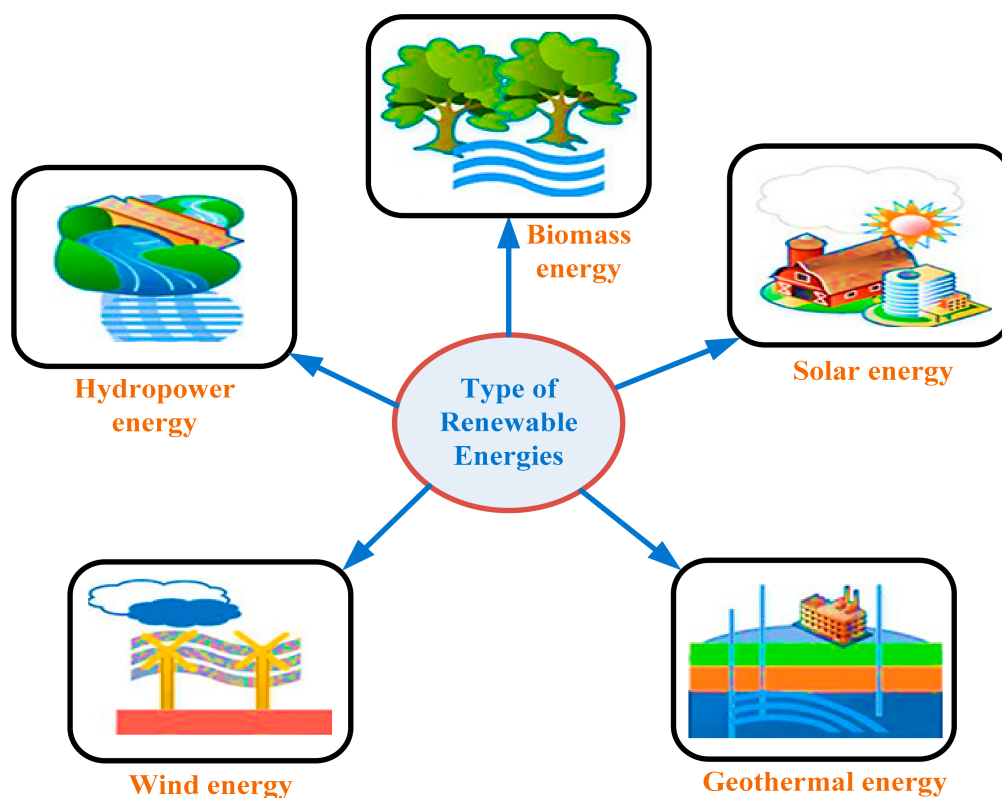 Biomass
energy
Solar energy
Hydropower
energy
Type of
Renewable
Energies
Wind energy
Geothermal energy